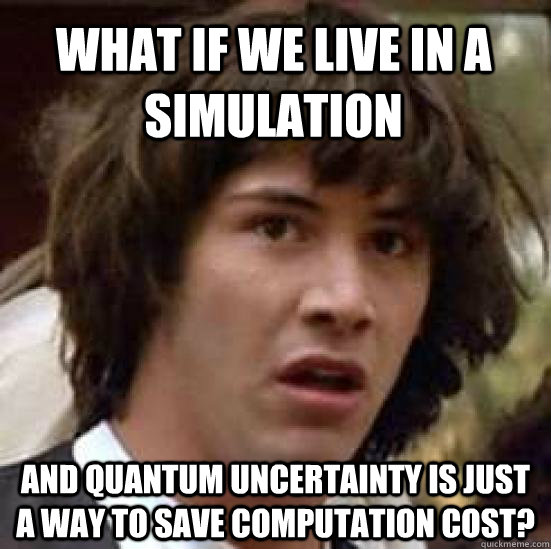 WHAT IF WE LIVE IN A
SIMULATION
AND QUANTUM UNCERTAINTY IS JUST
A WAY TO SAVE COMPUTATION COST?
quickmeme.com